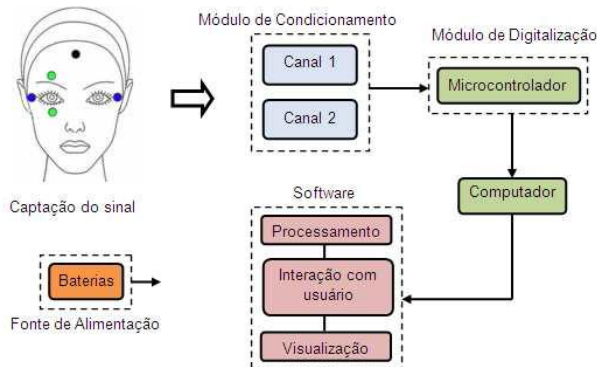 Módulo de Condicionamento
Canal 1
Canal 2
Módulo de Digitalização
Microcontrolador
Computador
Captação do sinal
Software
Processamento
Interação com
usuário
Visualização
Baterias
Fonte de Alimentação